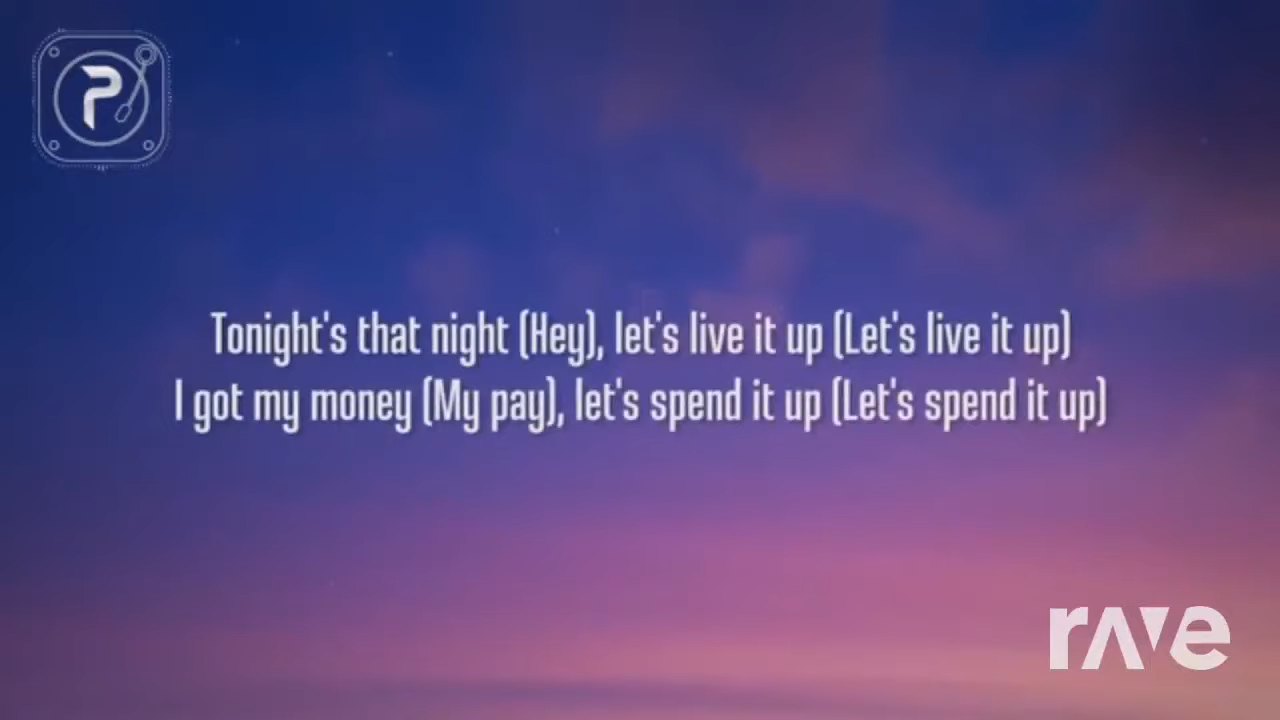 P
Tonight's that night (Hey), let's live it up (Let's live it up)
I got my money (My pay), let's spend it up (Let's spend it up)
rave